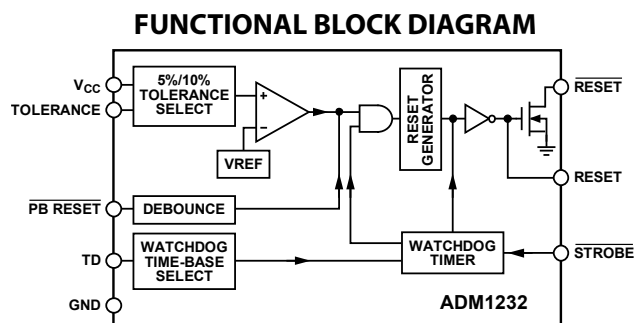 FUNCTIONAL BLOCK DIAGRAM
VCC
TOLERANCE
5%/10%
TOLERANCE
SELECT
+
−
VREF
RESET
GENERATOR
RESET
RESET
PB RESET
DEBOUNCE
TD
WATCHDOG
TIME-BASE
SELECT
WATCHDOG
TIMER
STROBE
GND
ADM1232